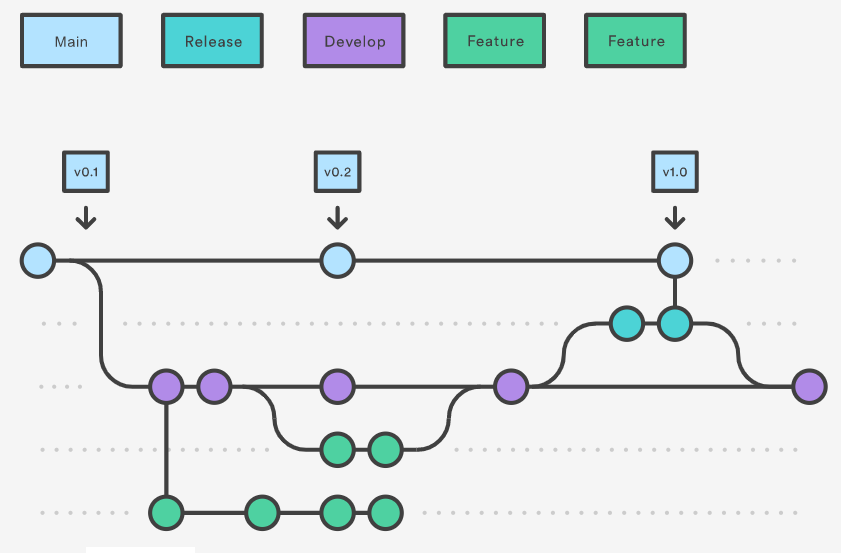 Main
Release
Develop
Feature
Feature
v0.1
v0.2
v1.0